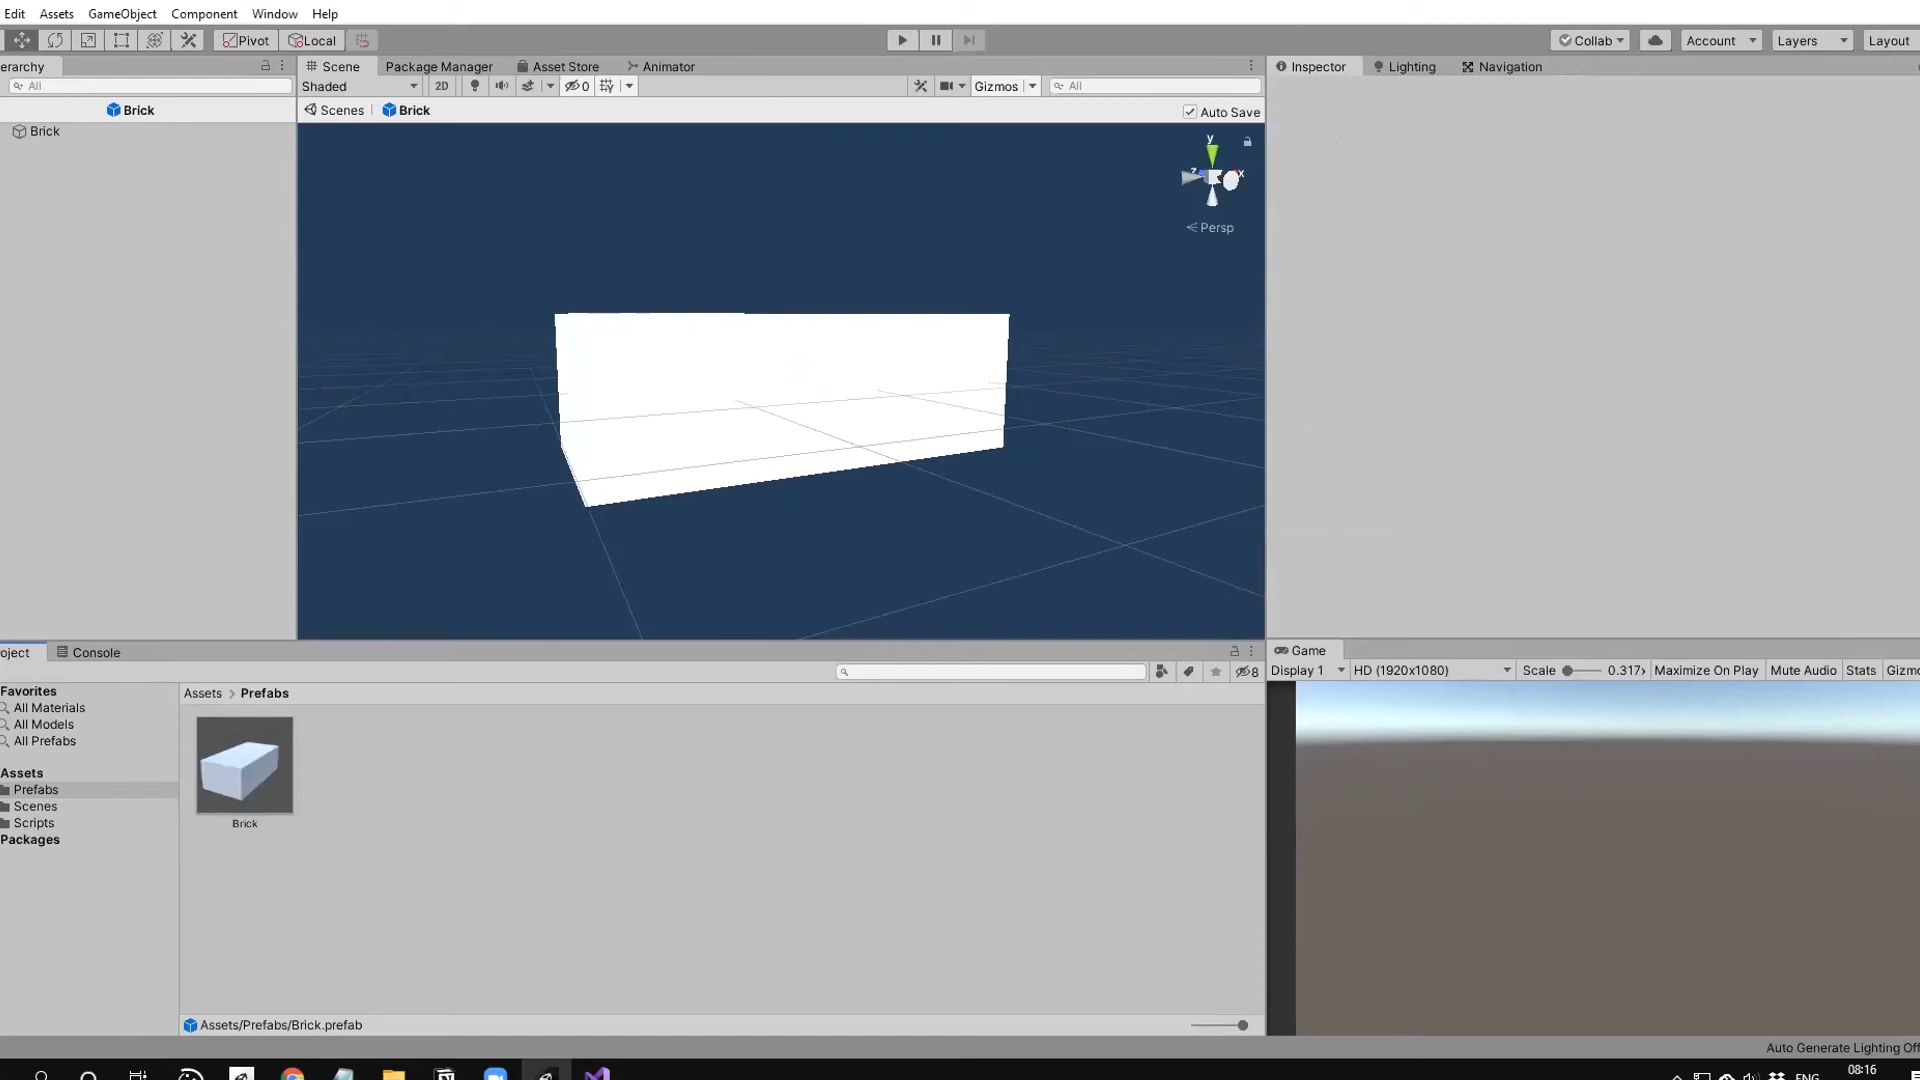 Edit Assets GameObject Component Window Help
Pivot Local Collab Account Layers Layout
erarchy Scene Package Manager Asset Store Animator Inspector Lighting Navigation
All Shaded 2D 0 Gizmos All
Brick Scenes Brick Auto Save
Brick
y
z x
< Persp
oject Console Game
8 Display 1 HD (1920x1080) Scale 0.317x Maximize On Play Mute Audio Stats Gizmo
Favorites Assets > Prefabs
All Materials
All Models
All Prefabs
Assets
Prefabs
Scenes
Scripts Brick
Packages
Assets/Prefabs/Brick.prefab
Auto Generate Lighting Off
ENG 08:16